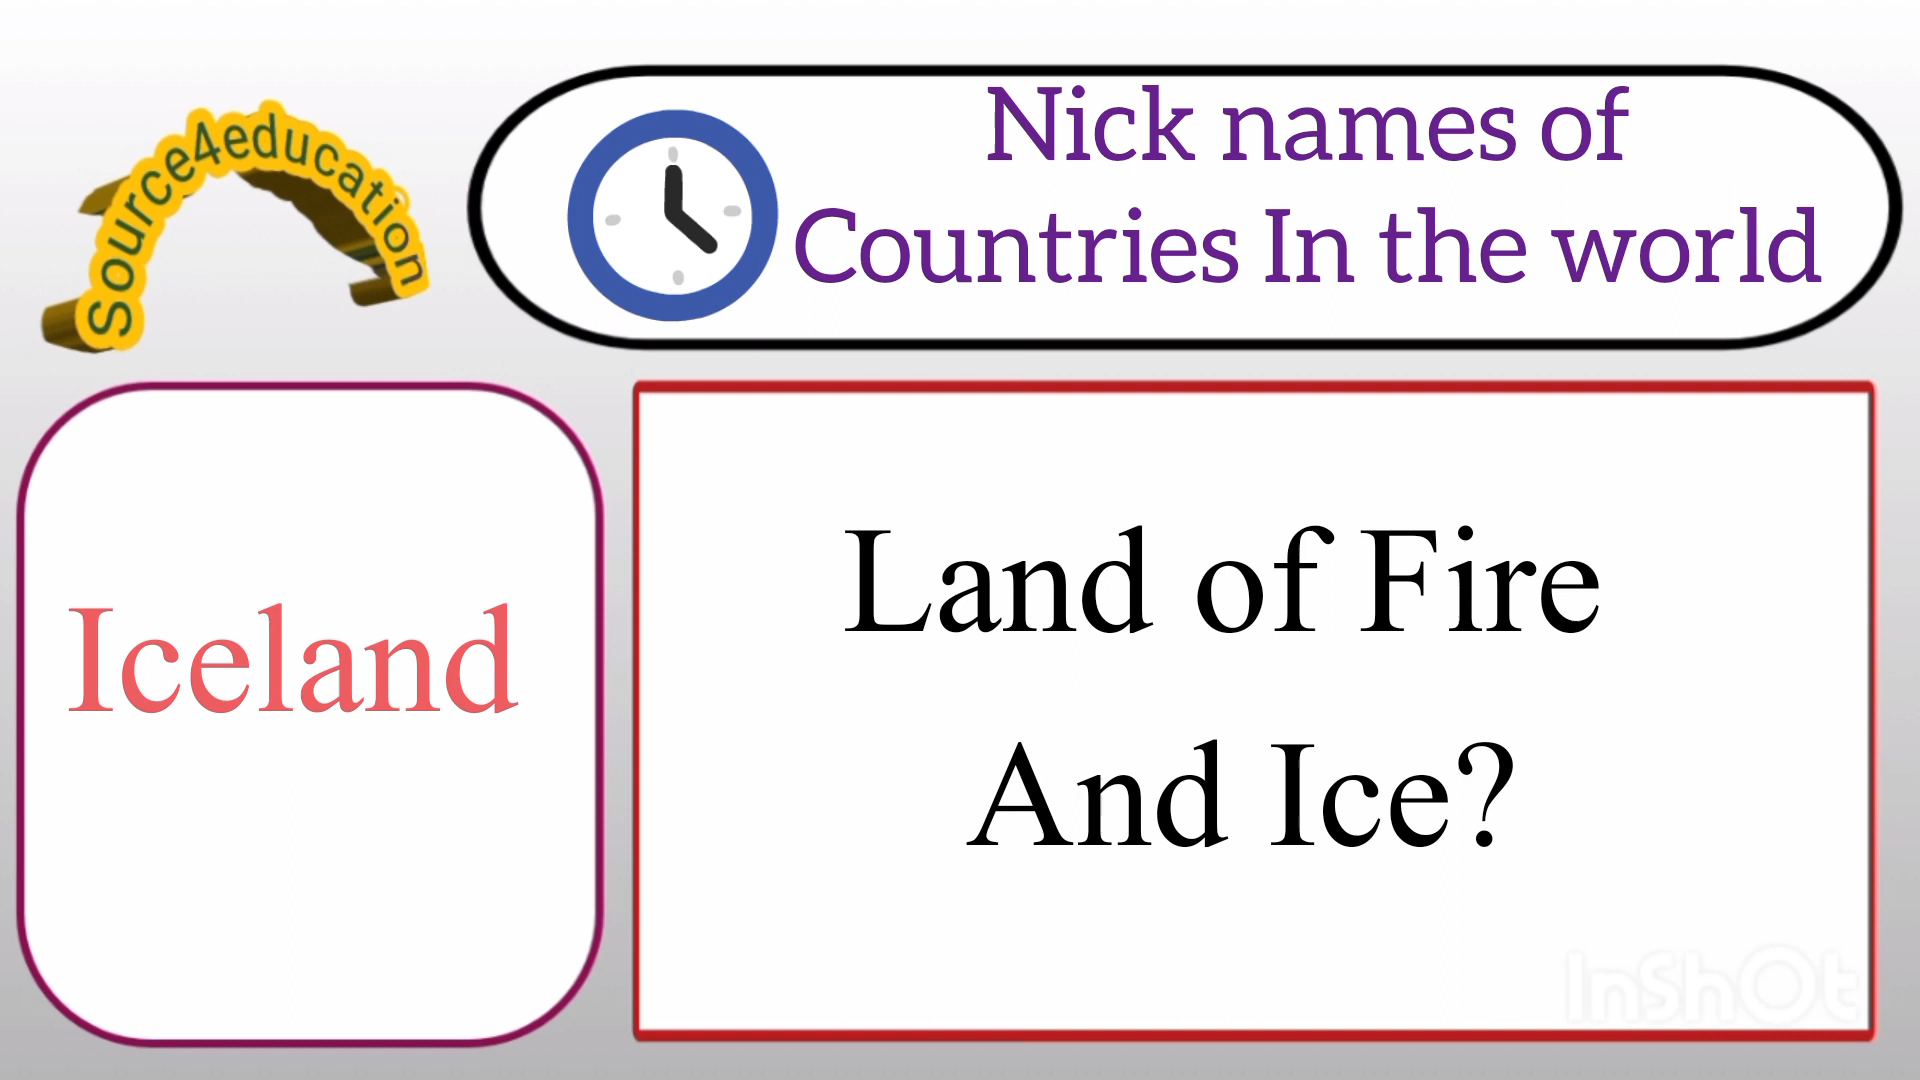 Source4education
Nick names of
Countries In the world
Iceland
Land of Fire
And Ice?
InShOt